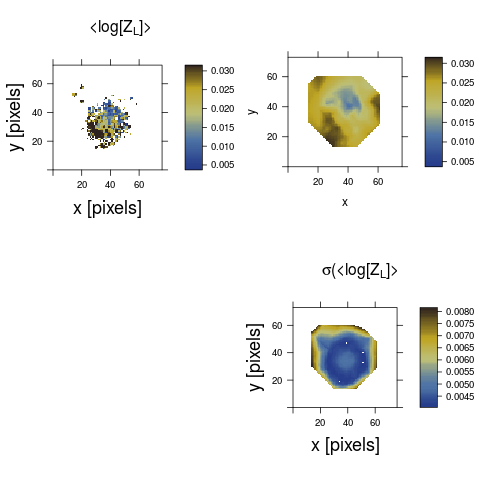 <log[Z_L]>
y [pixels]
60
40
20
20 40 60
x [pixels]
0.030
0.025
0.020
0.015
0.010
0.005
y
60
40
20
20 40 60
x
0.030
0.025
0.020
0.015
0.010
0.005
σ(<log[Z_L]>
y [pixels]
60
40
20
20 40 60
x [pixels]
0.0080
0.0075
0.0070
0.0065
0.0060
0.0055
0.0050
0.0045